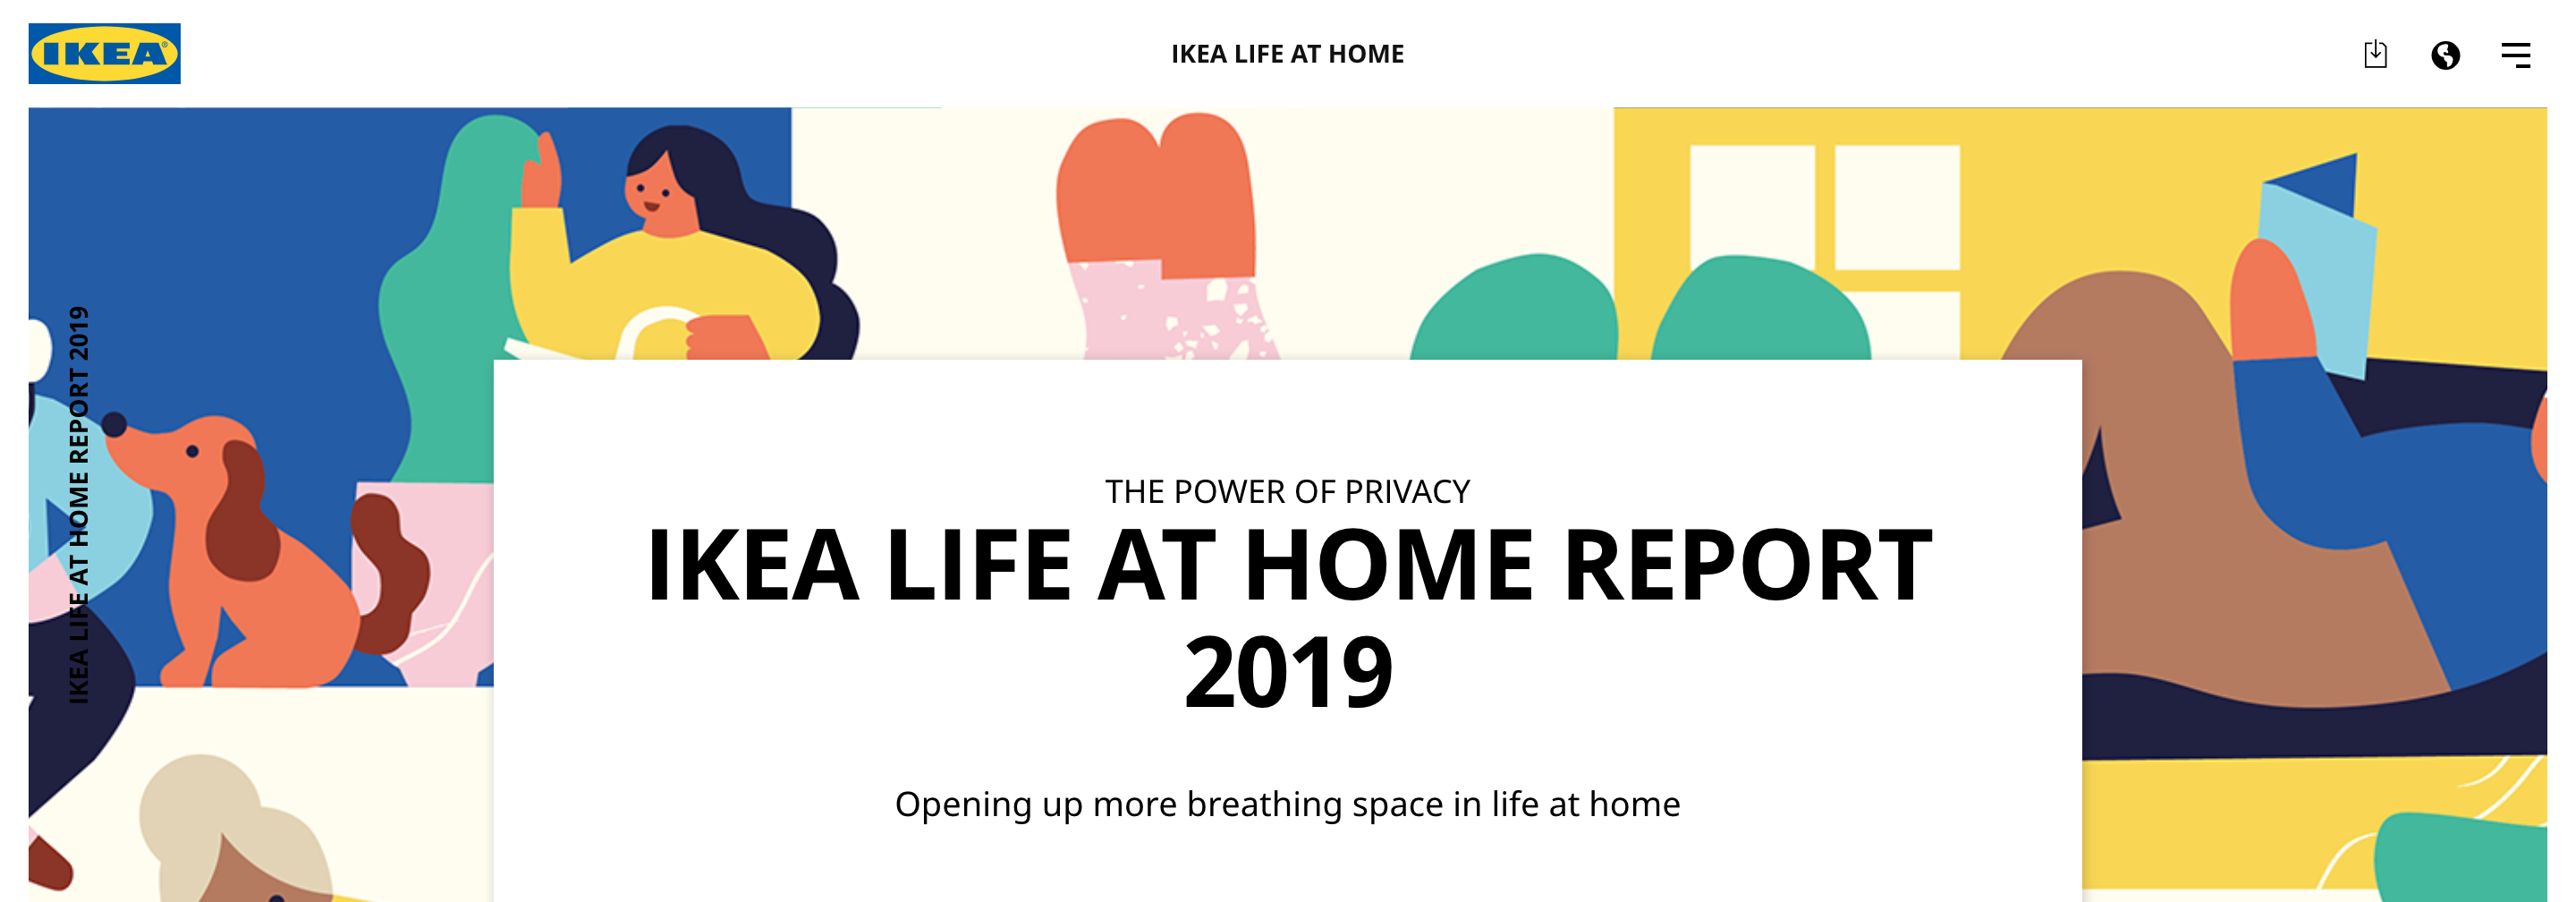 IKEA
IKEA LIFE AT HOME
IKEA LIFE AT HOME REPORT 2019
THE POWER OF PRIVACY
IKEA LIFE AT HOME REPORT
2019
Opening up more breathing space in life at home